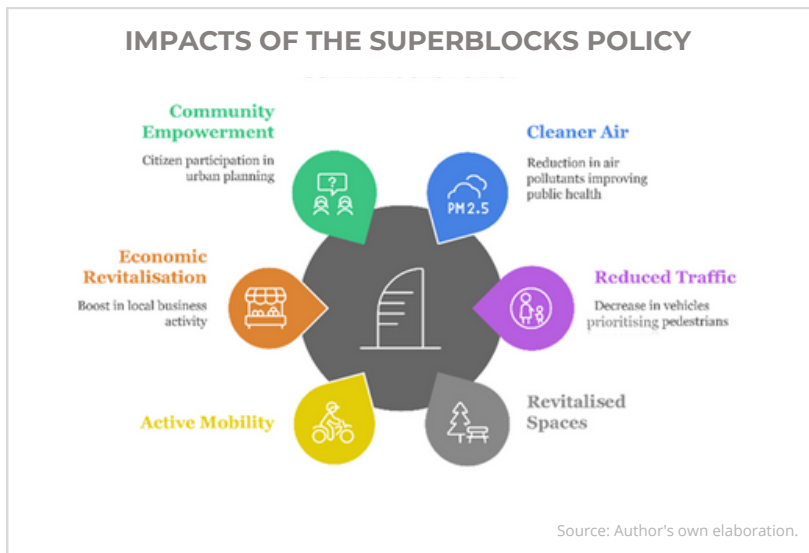 IMPACTS OF THE SUPERBLOCKS POLICY
Community
Empowerment
Citizen participation in
urban planning
Cleaner Air
Reduction in air
pollutants improving
public health
?
PM2.5
Economic
Revitalisation
Boost in local business
activity
Reduced Traffic
Decrease in vehicles
prioritising pedestrians
Active Mobility
Revitalised
Spaces
Source: Author's own elaboration.